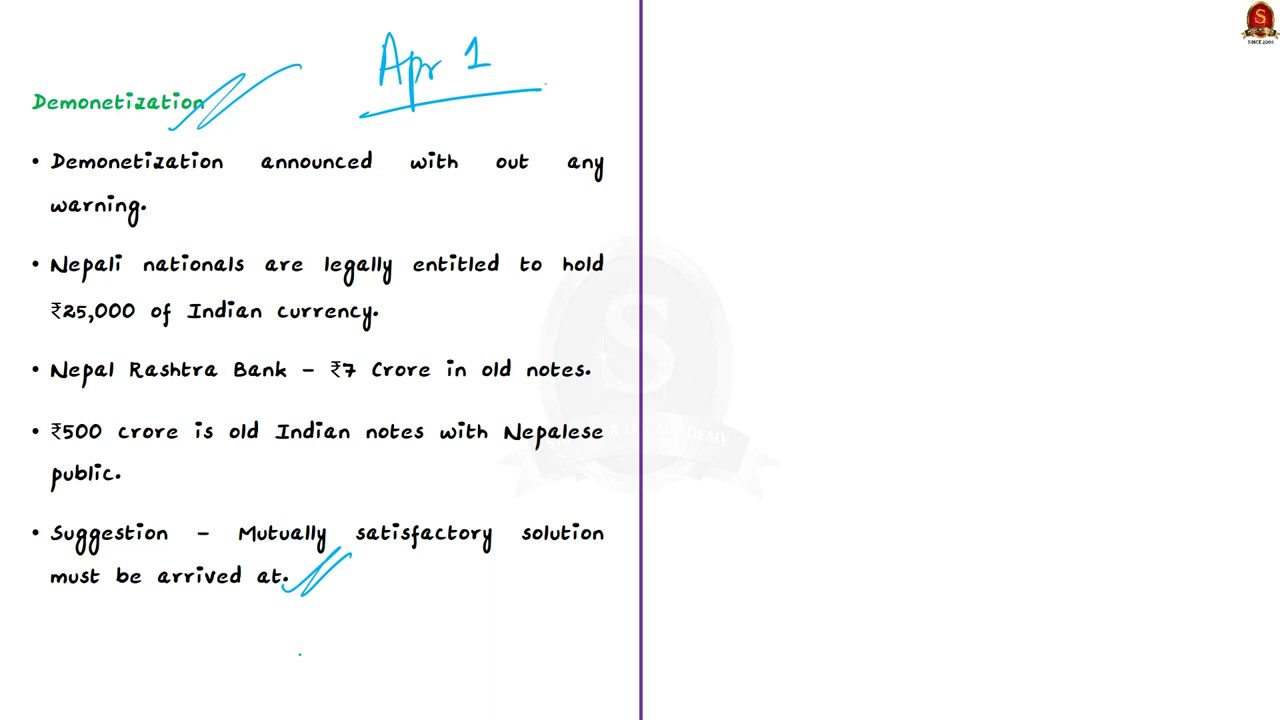 Apr 1
Demonetization
• Demonetization announced with out any
warning.
• Nepali nationals are legally entitled to hold
₹25,000 of Indian currency.
• Nepal Rashtra Bank – ₹7 Crore in old notes.
• ₹500 crore is old Indian notes with Nepalese
public.
• Suggestion – Mutually satisfactory solution
must be arrived at.
S
SINCE 2004